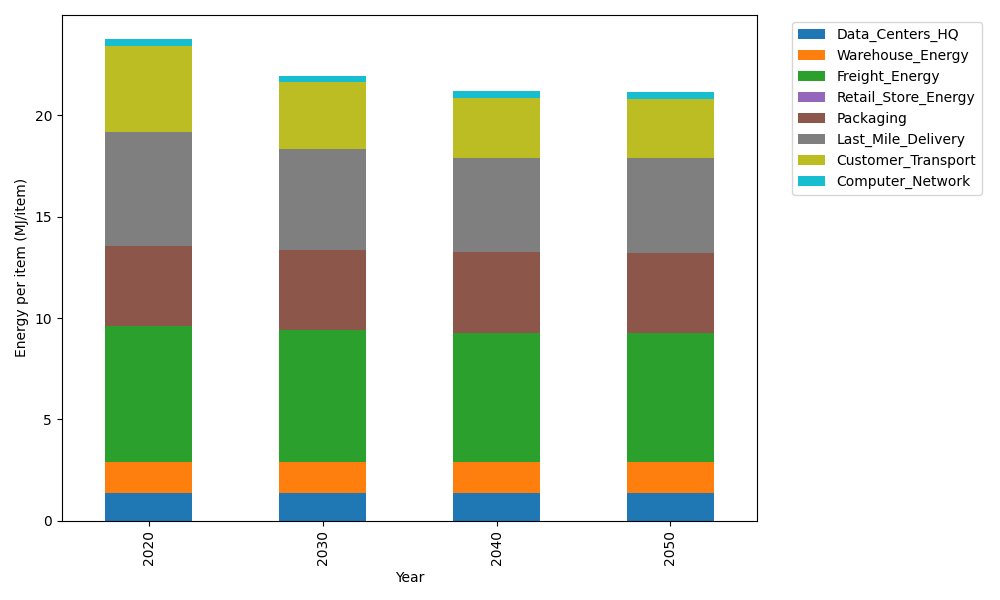 Energy per item (MJ/item)
20
15
10
5
0
2020
2030
2040
2050
Year
Data_Centers_HQ
Warehouse_Energy
Freight_Energy
Retail_Store_Energy
Packaging
Last_Mile_Delivery
Customer_Transport
Computer_Network